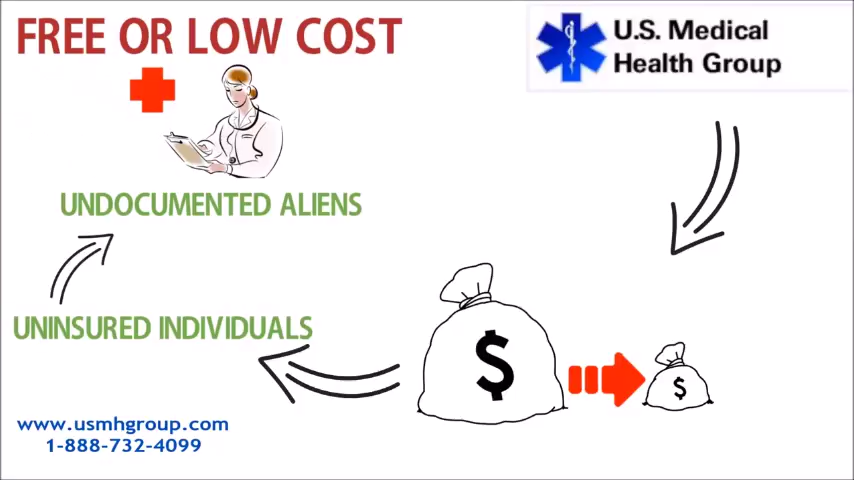 FREE OR LOW COST
U.S. Medical
Health Group
UNDOCUMENTED ALIENS
UNINSURED INDIVIDUALS
$
$
www.usmhgroup.com
1-888-732-4099